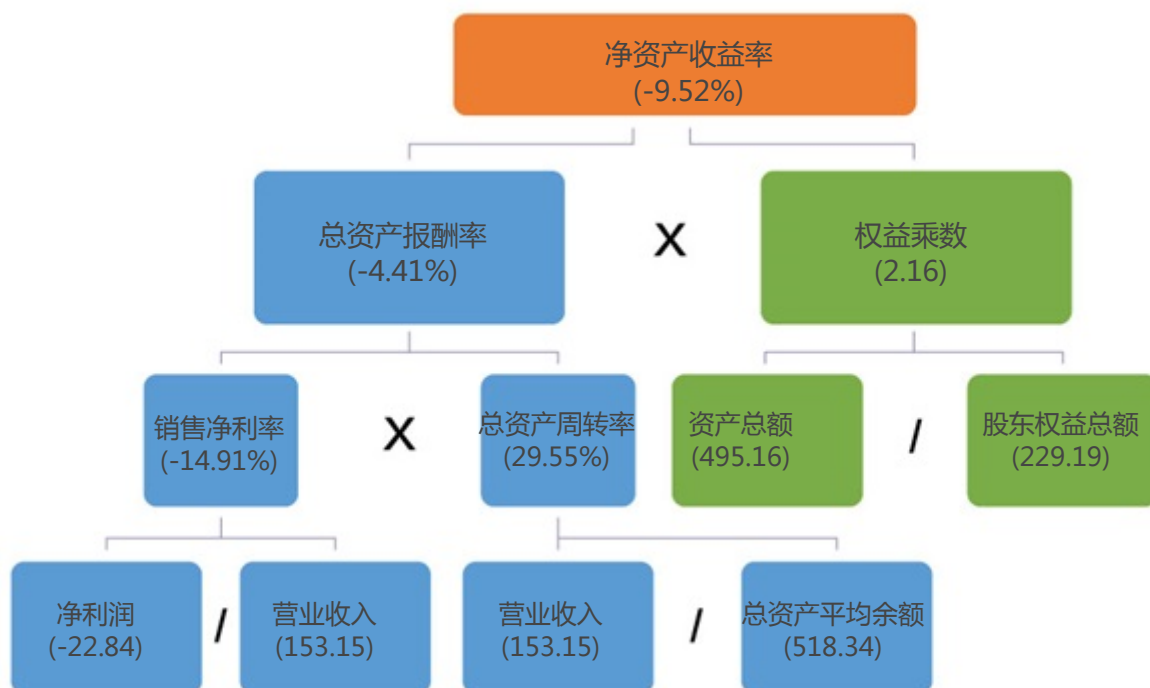 净资产收益率
(-9.52%)
总资产报酬率
(-4.41%)
X
权益乘数
(2.16)
销售净利率
(-14.91%)
X
总资产周转率
(29.55%)
资产总额
(495.16)
/
股东权益总额
(229.19)
净利润
(-22.84)
/
营业收入
(153.15)
营业收入
(153.15)
/
总资产平均余额
(518.34)